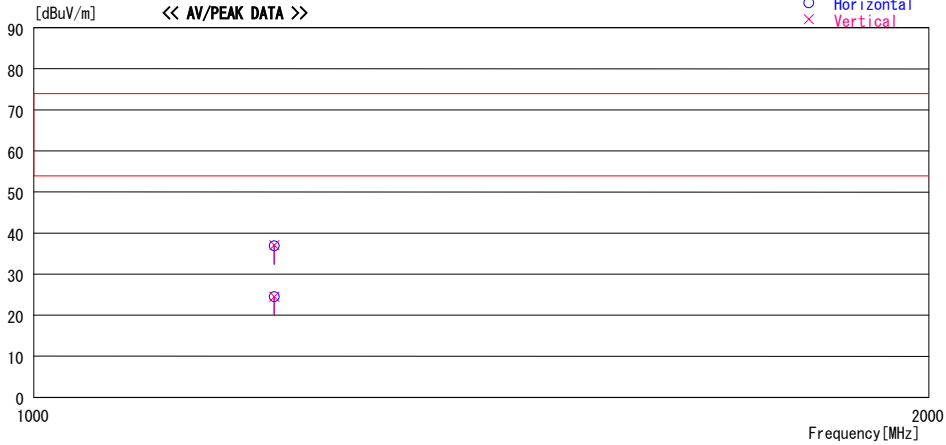 [dBuV/m] << AV/PEAK DATA >>
○ Horizontal
× Vertical
90
80
70
60
50
40
30
20
10
0
1000 2000
Frequency[MHz]